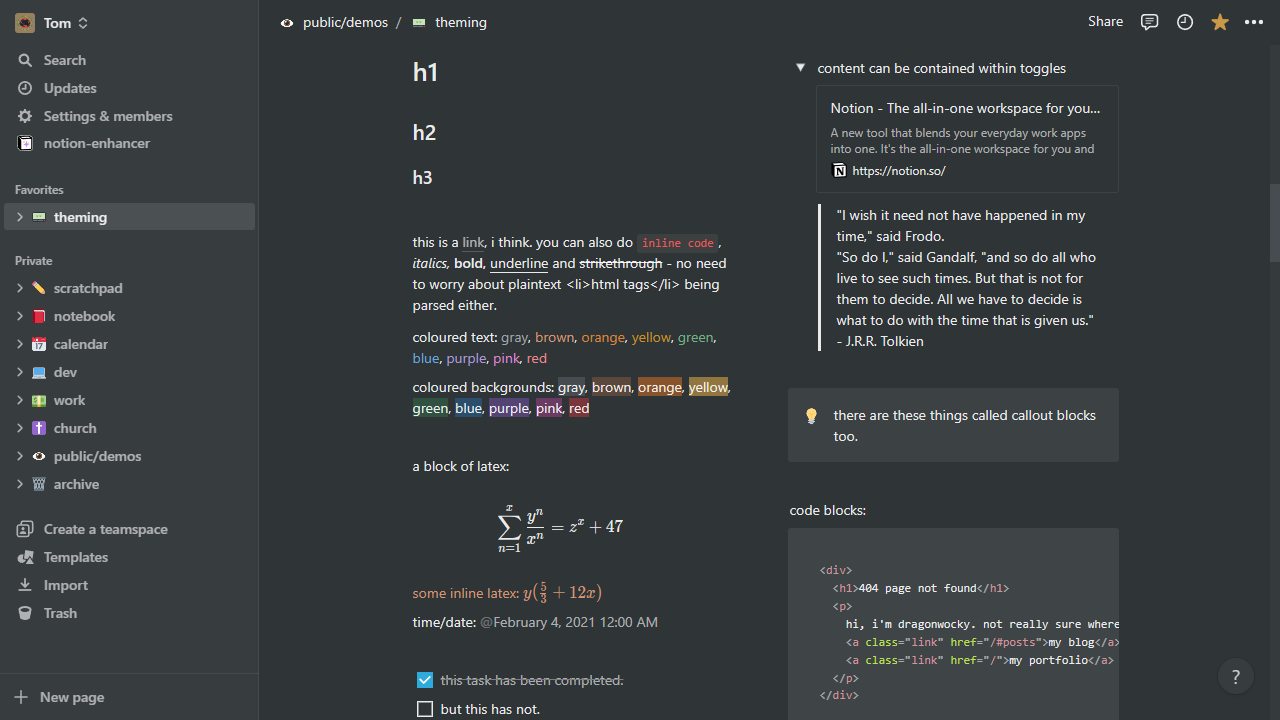 Tom
Search
Updates
Settings & members
notion-enhancer
Favorites
theming
Private
scratchpad
notebook
calendar
dev
work
church
public/demos
archive
Create a teamspace
Templates
Import
Trash
New page
public/demos / theming
Share
h1
h2
h3
this is a link, i think. you can also do inline code,
italics, bold, underline and strikethrough - no need
to worry about plaintext <li>html tags</li> being
parsed either.
coloured text: gray, brown, orange, yellow, green,
blue, purple, pink, red
coloured backgrounds: gray, brown, orange, yellow,
green, blue, purple, pink, red
a block of latex:
x
∑ yⁿ/xⁿ = zˣ + 47
n=1
some inline latex: y(5/3 + 12x)
time/date: @February 4, 2021 12:00 AM
this task has been completed.
but this has not.
content can be contained within toggles
Notion - The all-in-one workspace for you...
A new tool that blends your everyday work apps
into one. It's the all-in-one workspace for you and
https://notion.so/
"I wish it need not have happened in my
time," said Frodo.
"So do I," said Gandalf, "and so do all who
live to see such times. But that is not for
them to decide. All we have to decide is
what to do with the time that is given us."
- J.R.R. Tolkien
there are these things called callout blocks
too.
code blocks:
<div>
<h1>404 page not found</h1>
<p>
hi, i'm dragonwocky. not really sure where
<a class="link" href="/#posts">my blog</a>
<a class="link" href="/">my portfolio</a>
</p>
</div>
?